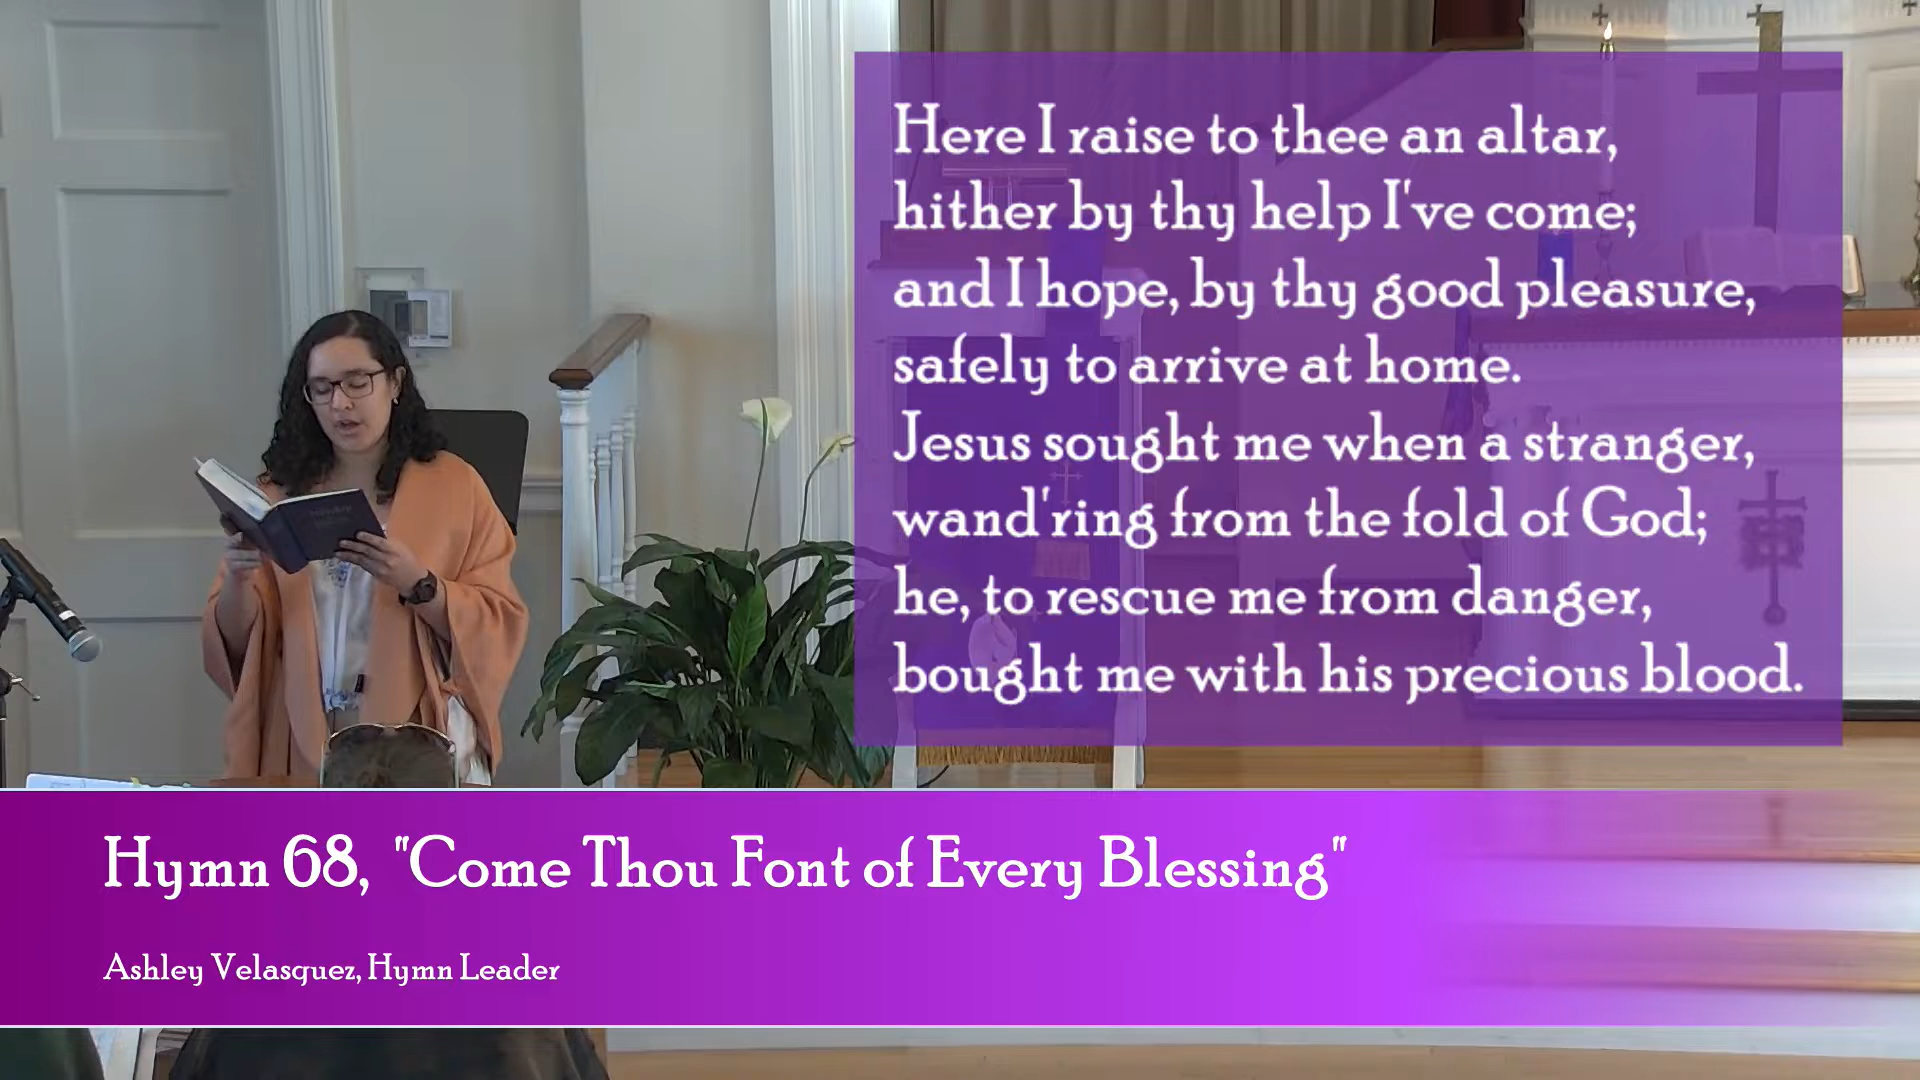 Here I raise to thee an altar,
hither by thy help I've come;
and I hope, by thy good pleasure,
safely to arrive at home.
Jesus sought me when a stranger,
wand'ring from the fold of God;
he, to rescue me from danger,
bought me with his precious blood.
Hymn 68, "Come Thou Font of Every Blessing"
Ashley Velasquez, Hymn Leader